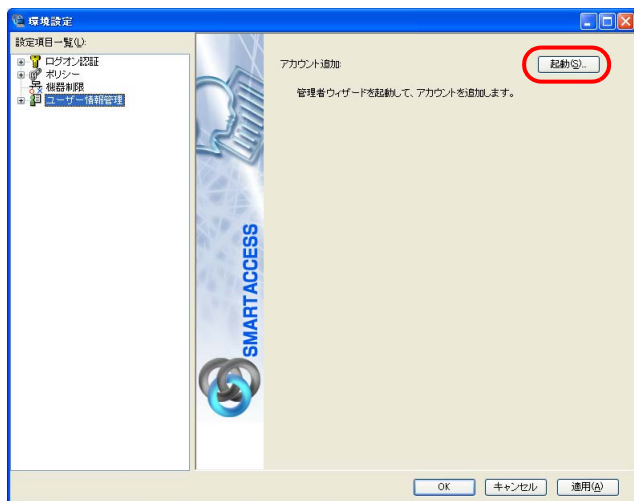 環境設定
設定項目一覧(L):
ログオン認証
ポリシー
機器制限
ユーザー情報管理
アカウント追加:
起動(S)...
管理者ウィザードを起動して、アカウントを追加します。
SMARTACCESS
OK
キャンセル
適用(A)